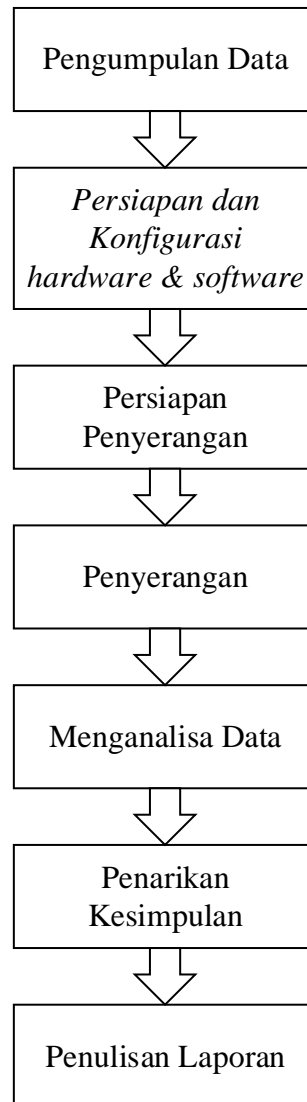 Pengumpulan Data
Persiapan dan
Konfigurasi
hardware & software
Persiapan
Penyerangan
Penyerangan
Menganalisa Data
Penarikan
Kesimpulan
Penulisan Laporan